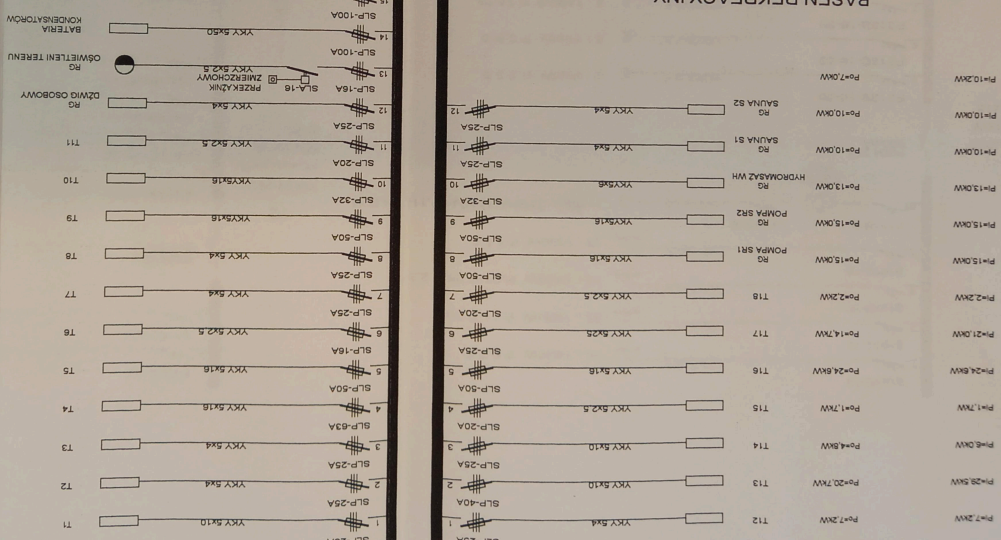 Pi=7,2kW Po=7,2kW T12 YKY 5x4 1
SLP-40A
Pi=29,5kW Po=20,7kW T13 YKY 5x10 2
SLP-25A
Pi=6,0kW Po=4,8kW T14 YKY 5x10 3
SLP-20A
Pi=1,7kW Po=1,7kW T15 YKY 5x2,5 4
SLP-50A
Pi=24,6kW Po=24,6kW T16 YKY 5x16 5
SLP-25A
Pi=21,0kW Po=14,7kW T17 YKY 5x25 6
SLP-20A
Pi=2,2kW Po=2,2kW T18 YKY 5x2,5 7
SLP-50A
Pi=15,0kW Po=15,0kW RG
POMPA SR1 YKY 5x16 8
SLP-50A
Pi=15,0kW Po=15,0kW RG
POMPA SR2 YKY5x16 9
SLP-32A
Pi=13,0kW Po=13,0kW RG
HYDROMASAŻ WH YKY5x6 10
SLP-25A
Pi=10,0kW Po=10,0kW RG
SAUNA S1 YKY 5x4 11
SLP-25A
Pi=10,0kW Po=10,0kW RG
SAUNA S2 YKY 5x4 12
Pi=10,2kW Po=7,0kW
BASEN REKREACYJNY
1 YKY 5x10 T1
SLP-25A
2 YKY 5x4 T2
SLP-25A
3 YKY 5x4 T3
SLP-63A
4 YKY 5x16 T4
SLP-50A
5 YKY 5x16 T5
SLP-16A
6 YKY 5x2,5 T6
SLP-25A
7 YKY 5x4 T7
SLP-25A
8 YKY 5x4 T8
SLP-50A
9 YKY5x16 T9
SLP-32A
10 YKY5x16 T10
SLP-20A
11 YKY 5x2,5 T11
SLP-25A
12 YKY 5x4 RG
DŹWIG OSOBOWY
SLP-16A SLA-16 PRZEKAŹNIK
ZMIERZCHOWY
13 YKY 5x2,5 RG
OŚWIETLENI TERENU
SLP-100A
14 YKY 5x50 BATERIA
KONDENSATORÓW
SLP-100A
15